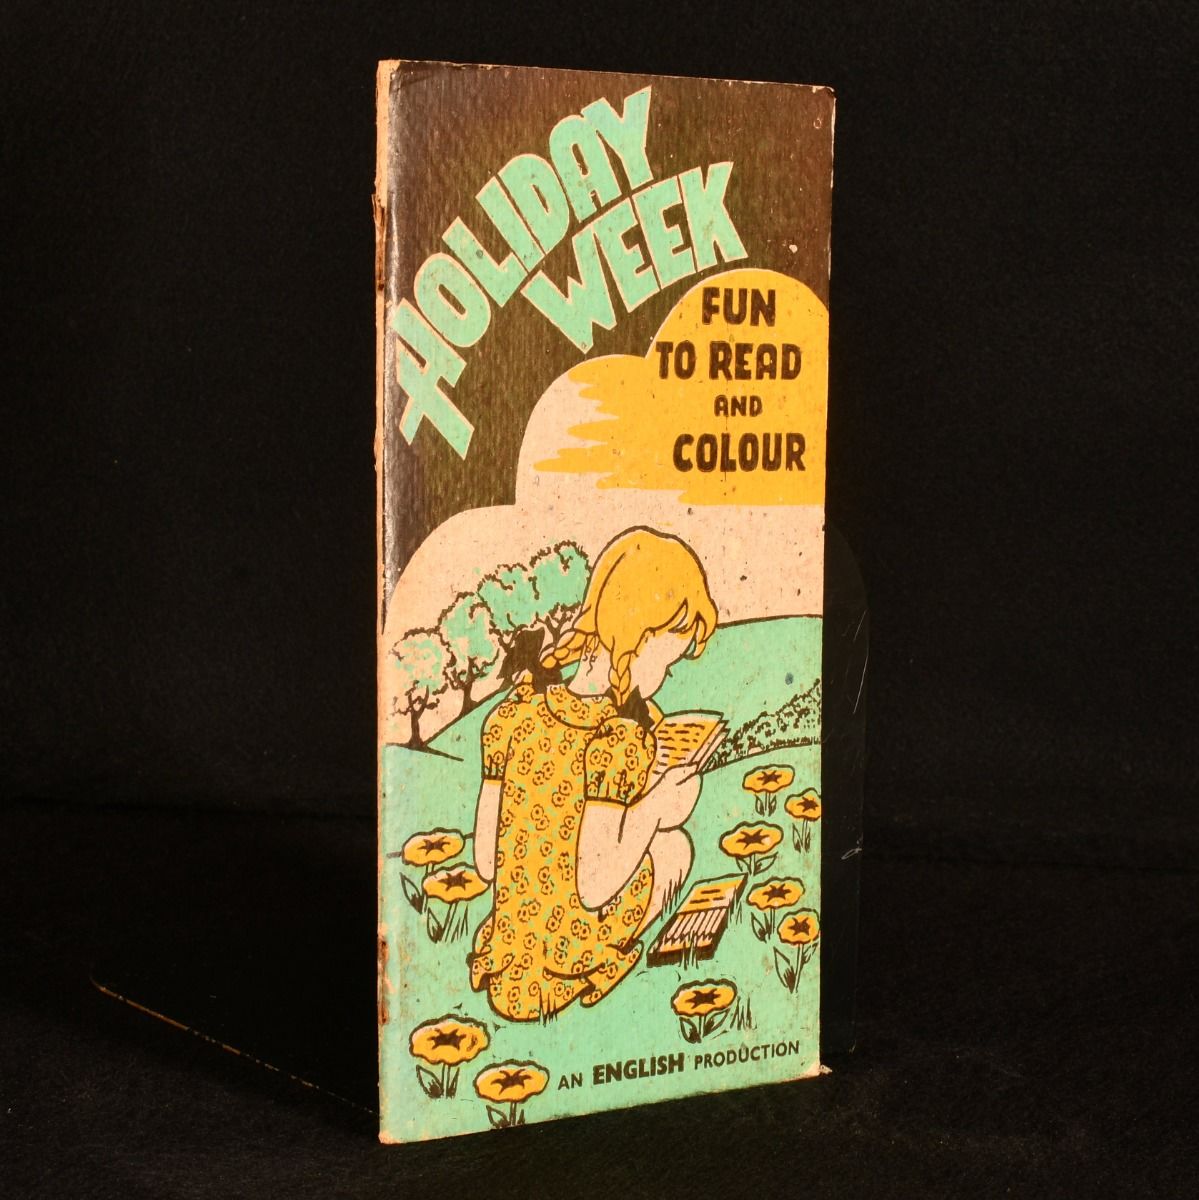 HOLIDAY
WEEK
FUN
TO READ
AND
COLOUR
AN ENGLISH PRODUCTION